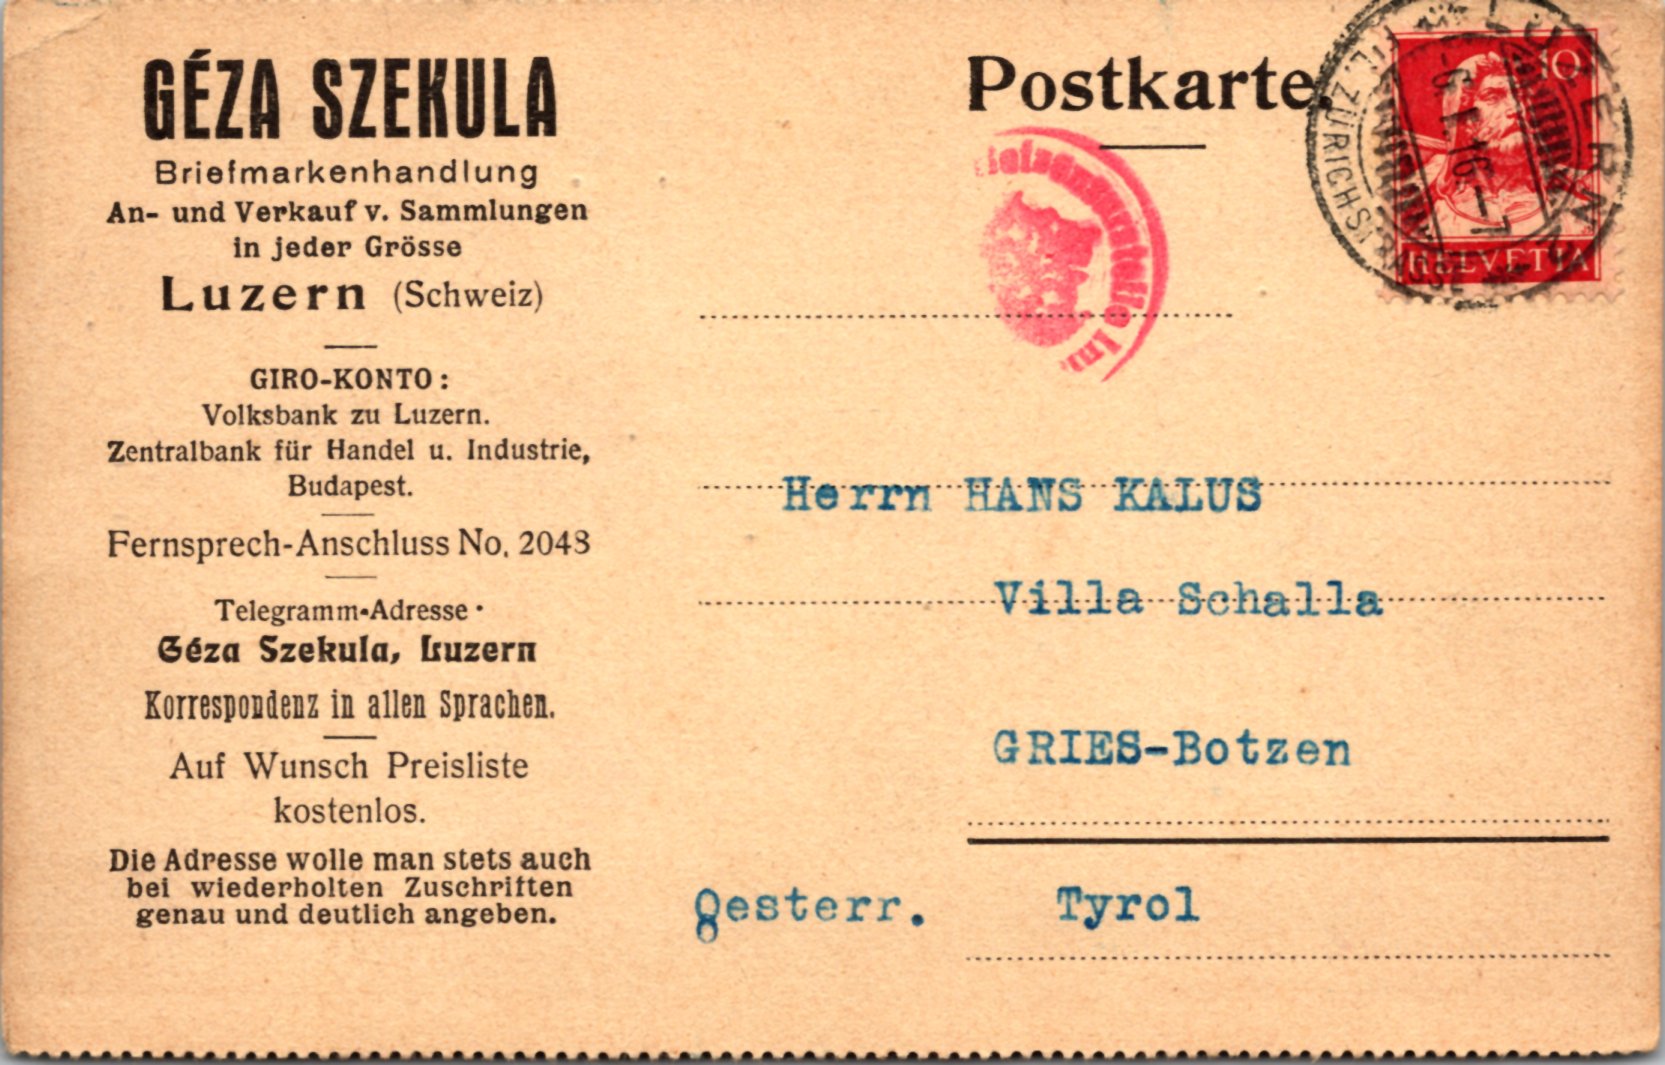 GÉZA SZEKULA
Briefmarkenhandlung
An- und Verkauf v. Sammlungen
in jeder Grösse
Luzern (Schweiz)
GIRO-KONTO:
Volksbank zu Luzern.
Zentralbank für Handel u. Industrie,
Budapest.
Fernsprech-Anschluss No. 2048
Telegramm-Adresse ·
Géza Szekula, Luzern
Korrespondenz in allen Sprachen.
Auf Wunsch Preisliste
kostenlos.
Die Adresse wolle man stets auch
bei wiederholten Zuschriften
genau und deutlich angeben.
Postkarte
10
HELVETIA
LUZERN
Herrn HANS KALUS
Villa Schalla
GRIES-Botzen
Oesterr. Tyrol